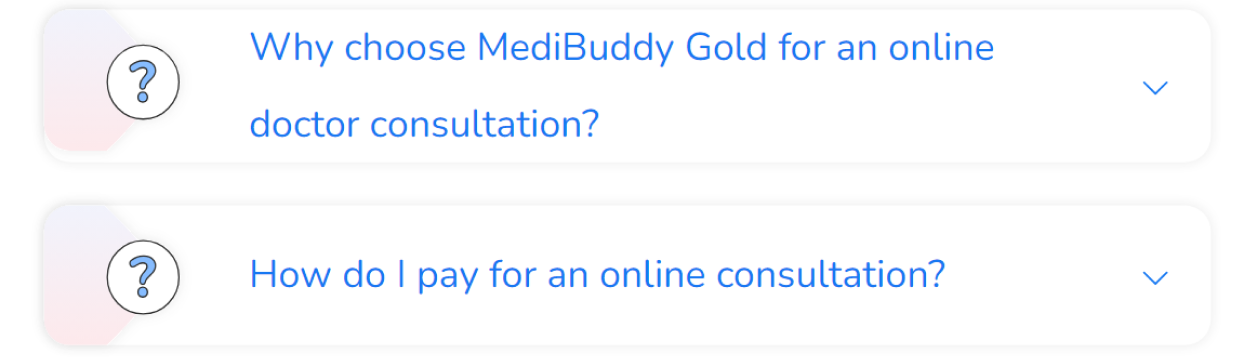 Why choose MediBuddy Gold for an online
doctor consultation?
How do I pay for an online consultation?